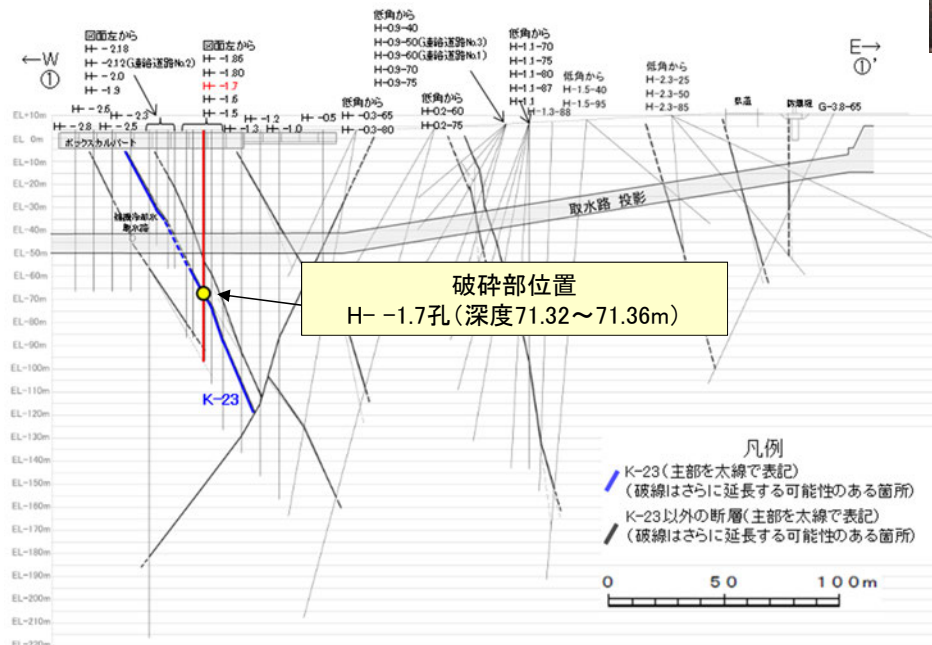 ←W
①
E→
①'
図面左から
H- -2.18
H- -2.12(G連絡道路No.2)
H- -2.0
H- -1.9
図面左から
H- -1.86
H- -1.80
H- -1.7
H- -1.6
H- -1.5
低角から
H-0.9-40
H-0.9-50(G連絡道路No.3)
H-0.9-60(G連絡道路No.1)
H-0.9-70
H-0.9-75
低角から
H-1.1-70
H-1.1-75
H-1.1-80
H-1.1-87
H-1.1
低角から
H-1.5-40
H-1.5-95
低角から
H-2.3-25
H-2.3-50
H-2.3-85
G-3.8-65
H- -2.6
H- -2.3
H- -2.8
H- -2.5
H- -1.2
H- -0.5
H- -1.3
H- -1.0
低角から
H-0.3-65
H-0.3-80
低角から
H-0.2-60
H-0.2-75
H-1.3-88
ボックスカルバート
取水路 投影
EL+10m
EL 0m
EL-10m
EL-20m
EL-30m
EL-40m
EL-50m
EL-60m
EL-70m
EL-80m
EL-90m
EL-100m
EL-110m
EL-120m
EL-130m
EL-140m
EL-150m
EL-160m
EL-170m
EL-180m
EL-190m
EL-200m
EL-210m
EL-220m
破砕部位置
H- -1.7孔(深度71.32~71.36m)
K-23
凡例
K-23(主部を太線で表記)
(破線はさらに延長する可能性のある箇所)
K-23以外の断層(主部を太線で表記)
(破線はさらに延長する可能性のある箇所)
0 50 100m